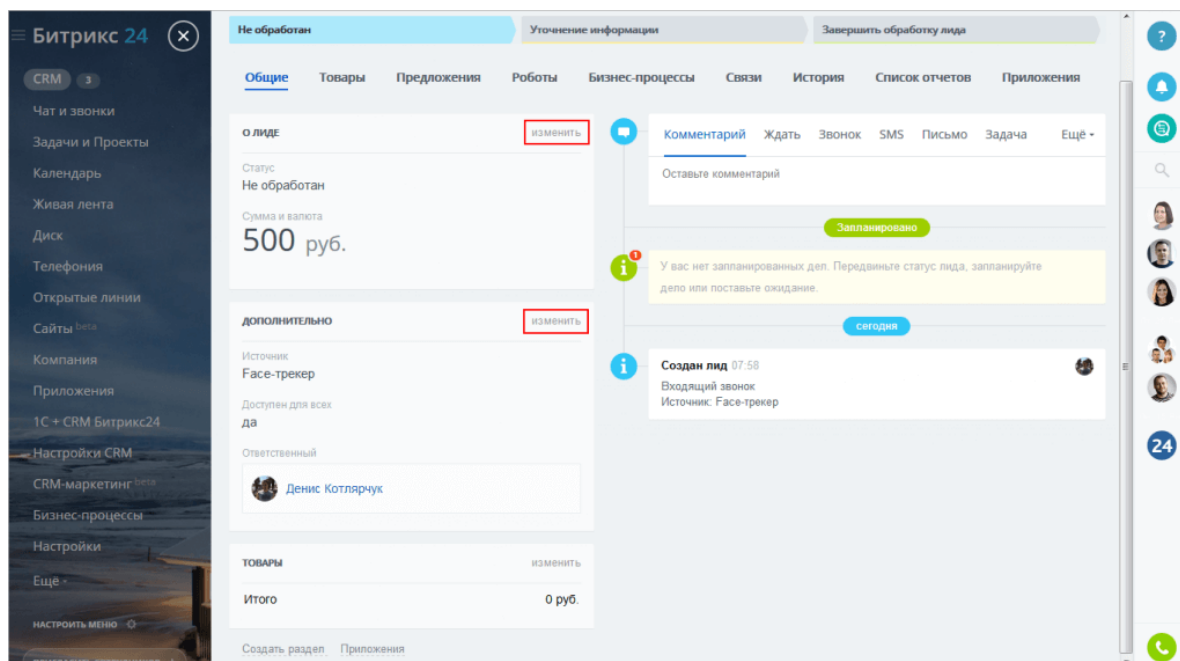 Битрикс 24
CRM 3
Чат и звонки
Задачи и Проекты
Календарь
Живая лента
Диск
Телефония
Открытые линии
Сайты beta
Компания
Приложения
1С + CRM Битрикс24
Настройки CRM
CRM-маркетинг beta
Бизнес-процессы
Настройки
Ещё
НАСТРОИТЬ МЕНЮ
Не обработан Уточнение информации Завершить обработку лида
Общие Товары Предложения Роботы Бизнес-процессы Связи История Список отчетов Приложения
О ЛИДЕ изменить
Статус
Не обработан
Сумма и валюта
500 руб.
ДОПОЛНИТЕЛЬНО изменить
Источник
Face-трекер
Доступен для всех
да
Ответственный
Денис Котлярчук
ТОВАРЫ изменить
Итого 0 руб.
Создать раздел Приложения
Комментарий Ждать Звонок SMS Письмо Задача Ещё
Оставьте комментарий
Запланировано
1
У вас нет запланированных дел. Передвиньте статус лида, запланируйте
дело или поставьте ожидание.
сегодня
Создан лид 07:58
Входящий звонок
Источник: Face-трекер
?
24